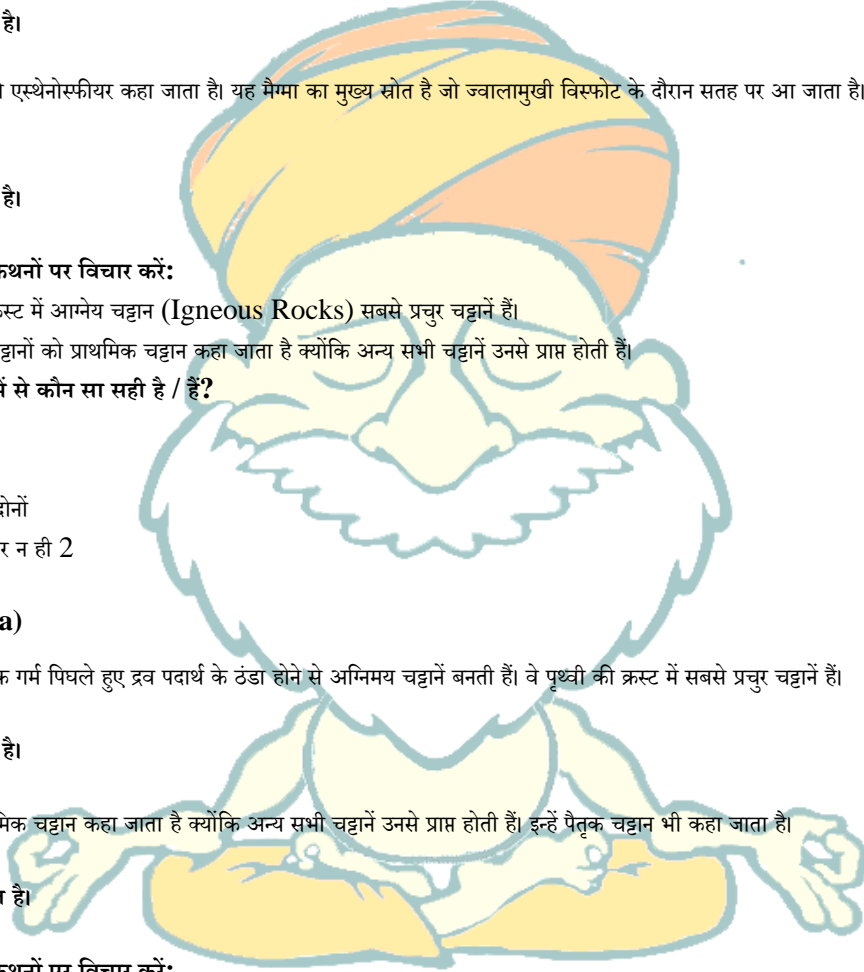 है।
एस्थेनोस्फीयर कहा जाता है। यह मैग्मा का मुख्य स्रोत है जो ज्वालामुखी विस्फोट के दौरान सतह पर आ जाता है।
है।
कथनों पर विचार करें:
स्ट में आग्नेय चट्टान (Igneous Rocks) सबसे प्रचुर चट्टानें हैं।
ट्टानों को प्राथमिक चट्टान कहा जाता है क्योंकि अन्य सभी चट्टानें उनसे प्राप्त होती हैं।
में से कौन सा सही है / हैं?
दोनों
र न ही 2
a)
क गर्म पिघले हुए द्रव पदार्थ के ठंडा होने से अग्निमय चट्टानें बनती हैं। वे पृथ्वी की क्रस्ट में सबसे प्रचुर चट्टानें हैं।
है।
मिक चट्टान कहा जाता है क्योंकि अन्य सभी चट्टानें उनसे प्राप्त होती हैं। इन्हें पैतृक चट्टान भी कहा जाता है।
है।
कथनों पर विचार करें: